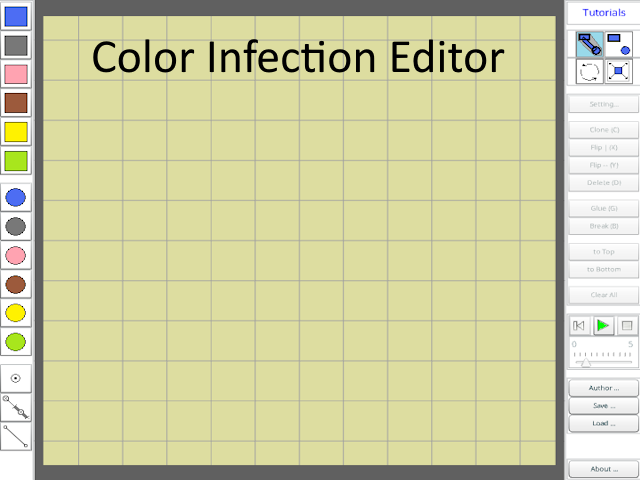 Color Infection Editor
Tutorials
Setting...
Clone (C)
Flip | (X)
Flip -- (Y)
Delese (D)
Glue (G)
Break (B)
to Top
to Bottom
Clear All
0 5
Author ...
Save ...
Load ...
About ...